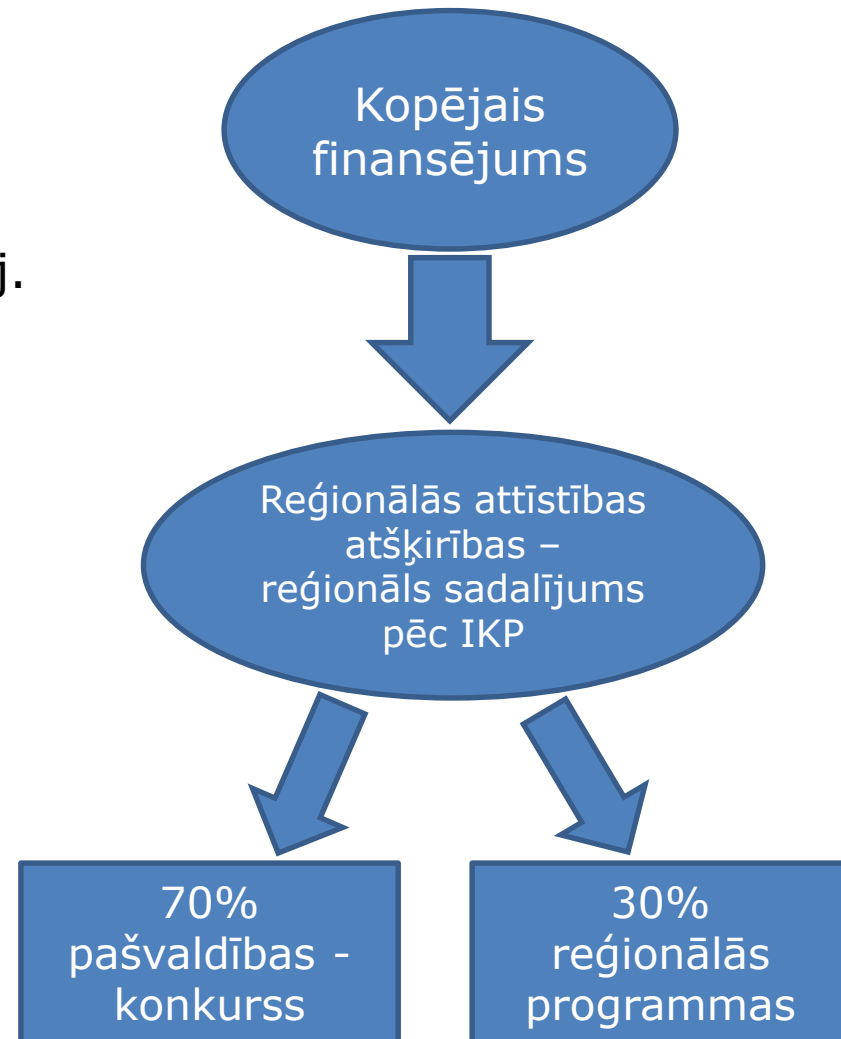 Kopējais
finansējums
j.
Reģionālās attīstības
atšķirības –
reģionāls sadalījums
pēc IKP
70%
pašvaldības -
konkurss
30%
reģionālās
programmas